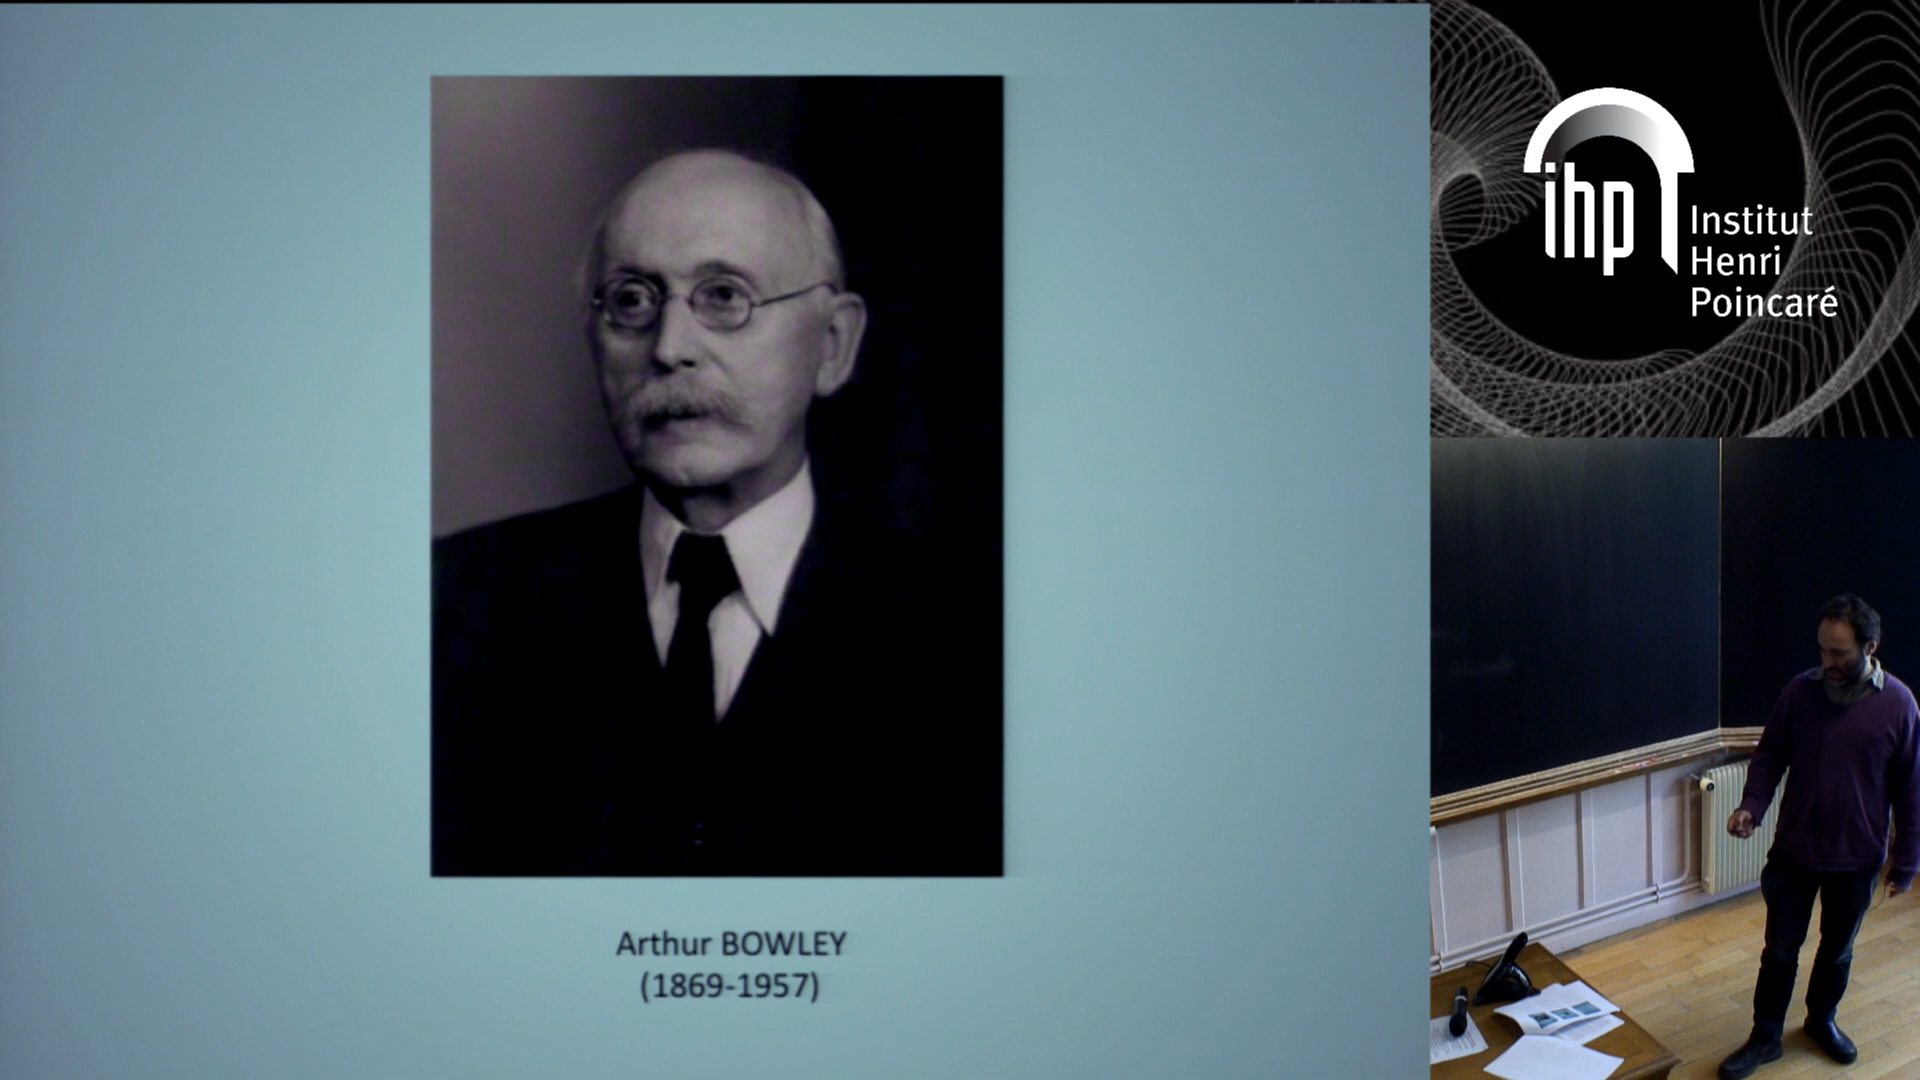 Arthur BOWLEY
(1869-1957)
ihp
Institut
Henri
Poincaré